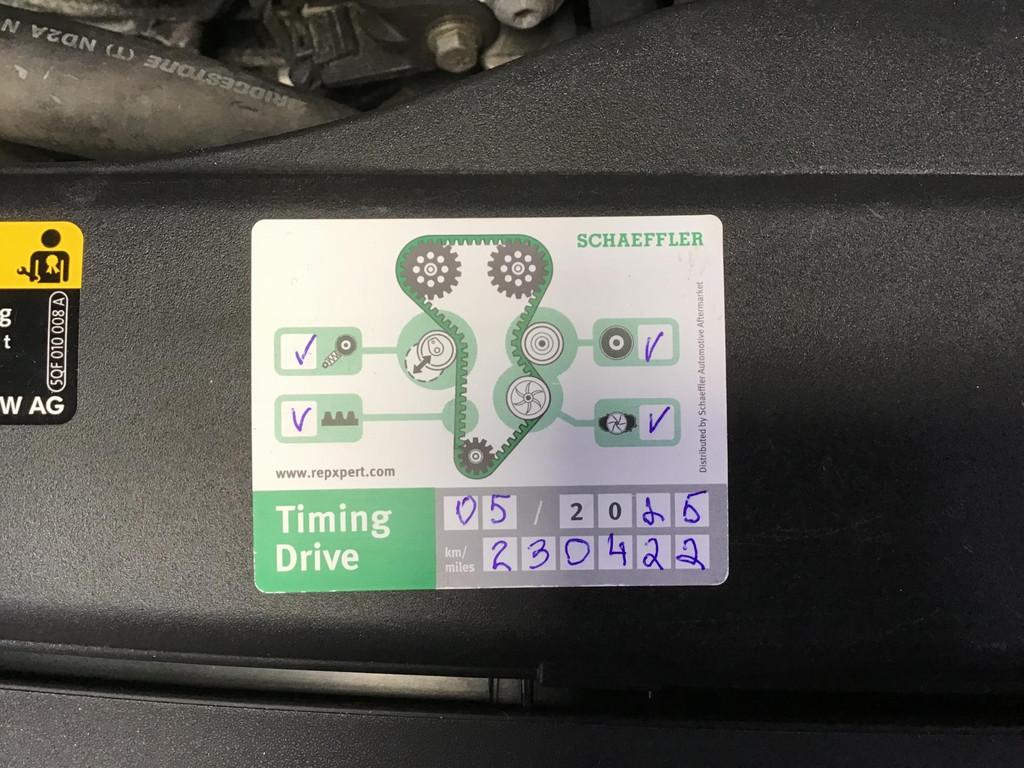 BRIDGESTONE (T) ND2A N
SCHAEFFLER
Distributed by Schaeffler Automotive Aftermarket
g
t
5QF 010 008 A
W AG
www.repxpert.com
Timing
Drive
05 / 2025
km/
miles
230422